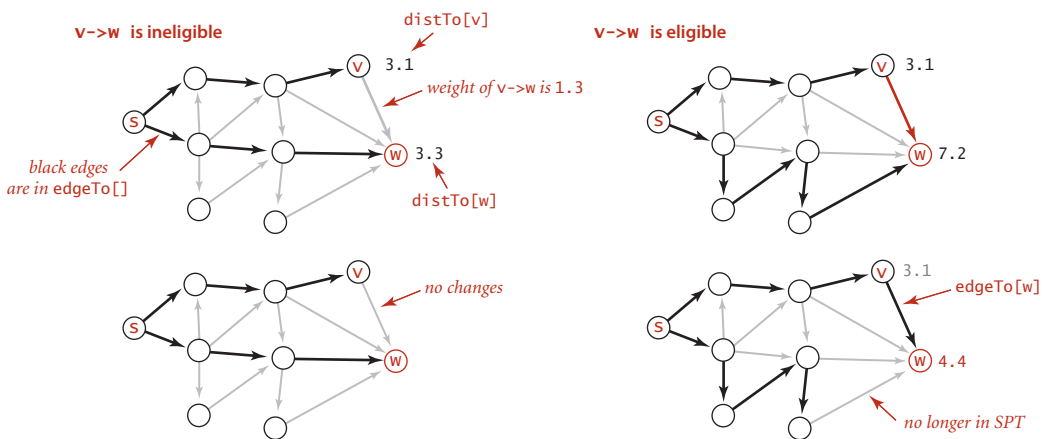 v->w is ineligible
distTo[v]
v 3.1
weight of v->w is 1.3
s
black edges
are in edgeTo[]
w 3.3
distTo[w]
v->w is eligible
v 3.1
s
w 7.2
v
no changes
s
w
v 3.1
edgeTo[w]
s
w 4.4
no longer in SPT